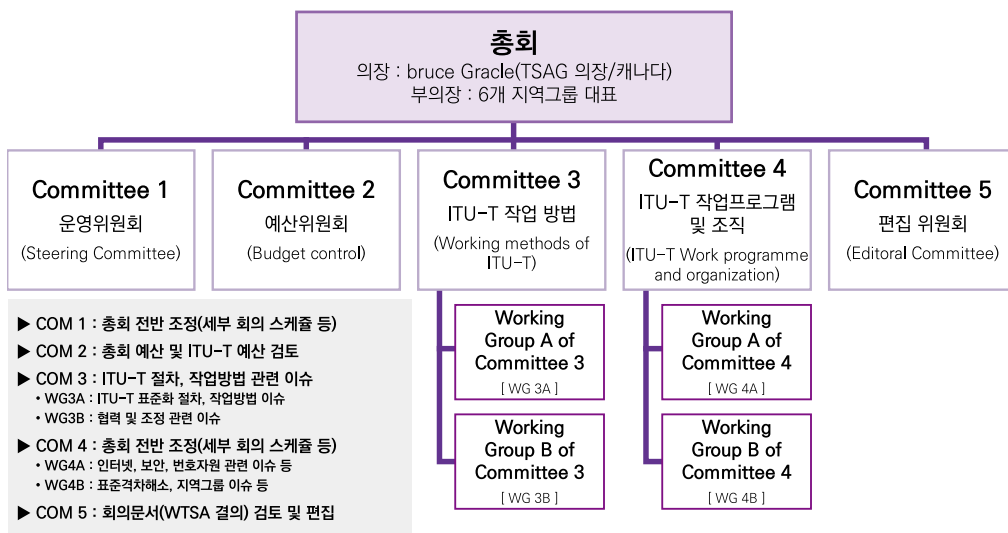 총회
의장 : bruce Gracle(TSAG 의장/캐나다)
부의장 : 6개 지역그룹 대표
Committee 1
운영위원회
(Steering Committee)
Committee 2
예산위원회
(Budget control)
Committee 3
ITU-T 작업 방법
(Working methods of
ITU-T)
Committee 4
ITU-T 작업프로그램
및 조직
(ITU-T Work programme
and organization)
Committee 5
편집 위원회
(Editoral Committee)
▶ COM 1 : 총회 전반 조정(세부 회의 스케쥴 등)
▶ COM 2 : 총회 예산 및 ITU-T 예산 검토
▶ COM 3 : ITU-T 절차, 작업방법 관련 이슈
• WG3A : ITU-T 표준화 절차, 작업방법 이슈
• WG3B : 협력 및 조정 관련 이슈
▶ COM 4 : 총회 전반 조정(세부 회의 스케쥴 등)
• WG4A : 인터넷, 보안, 번호자원 관련 이슈 등
• WG4B : 표준격차해소, 지역그룹 이슈 등
▶ COM 5 : 회의문서(WTSA 결의) 검토 및 편집
Working
Group A of
Committee 3
[ WG 3A ]
Working
Group B of
Committee 3
[ WG 3B ]
Working
Group A of
Committee 4
[ WG 4A ]
Working
Group B of
Committee 4
[ WG 4B ]